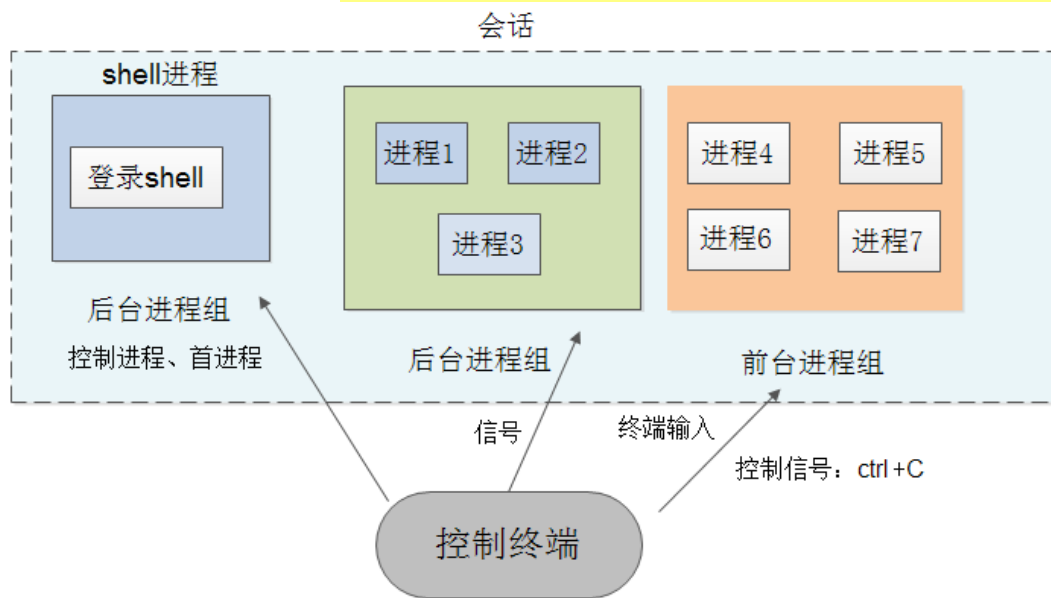 会话
shell进程
登录shell
后台进程组
控制进程、首进程
进程1
进程2
进程3
后台进程组
进程4
进程5
进程6
进程7
前台进程组
信号
终端输入
控制信号：ctrl+C
控制终端